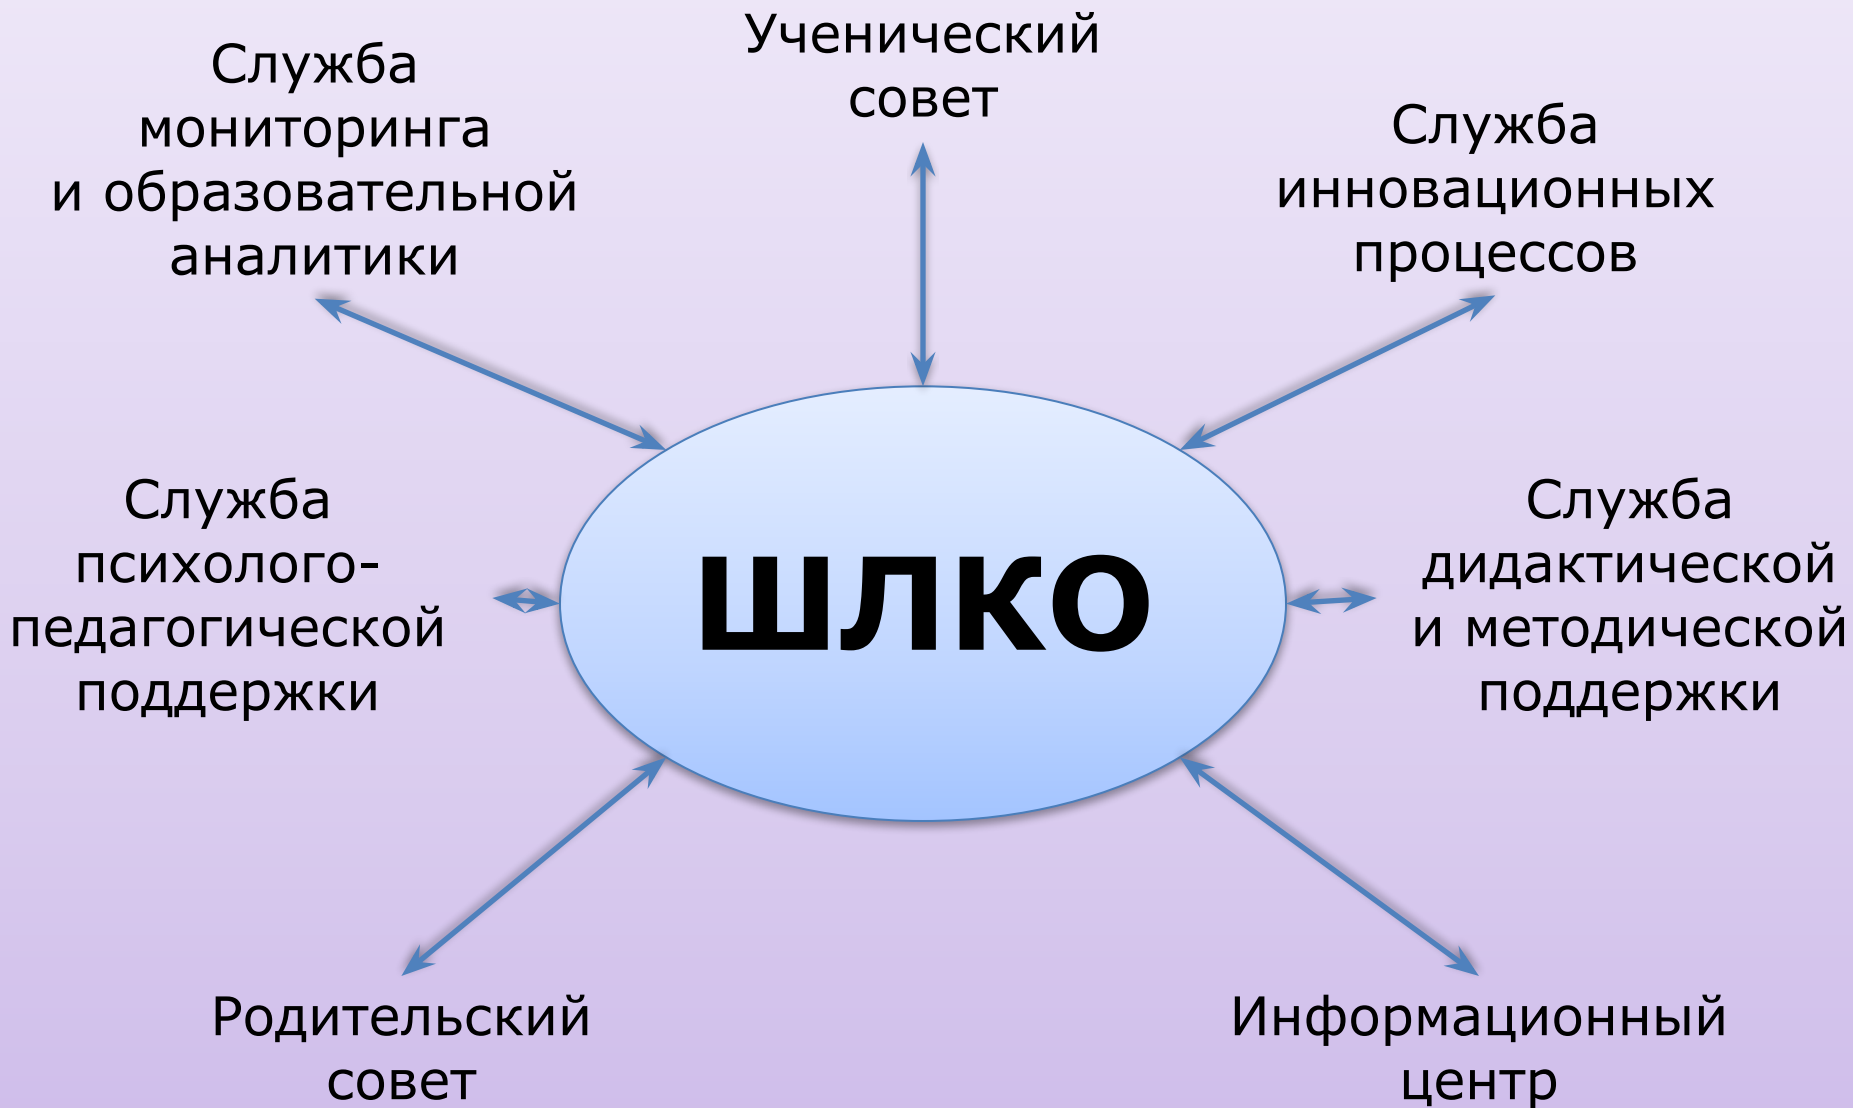 Ученический
совет
Служба
мониторинга
и образовательной
аналитики
Служба
инновационных
процессов
Служба
психолого-
педагогической
поддержки
ШЛКО
Служба
дидактической
и методической
поддержки
Родительский
совет
Информационный
центр